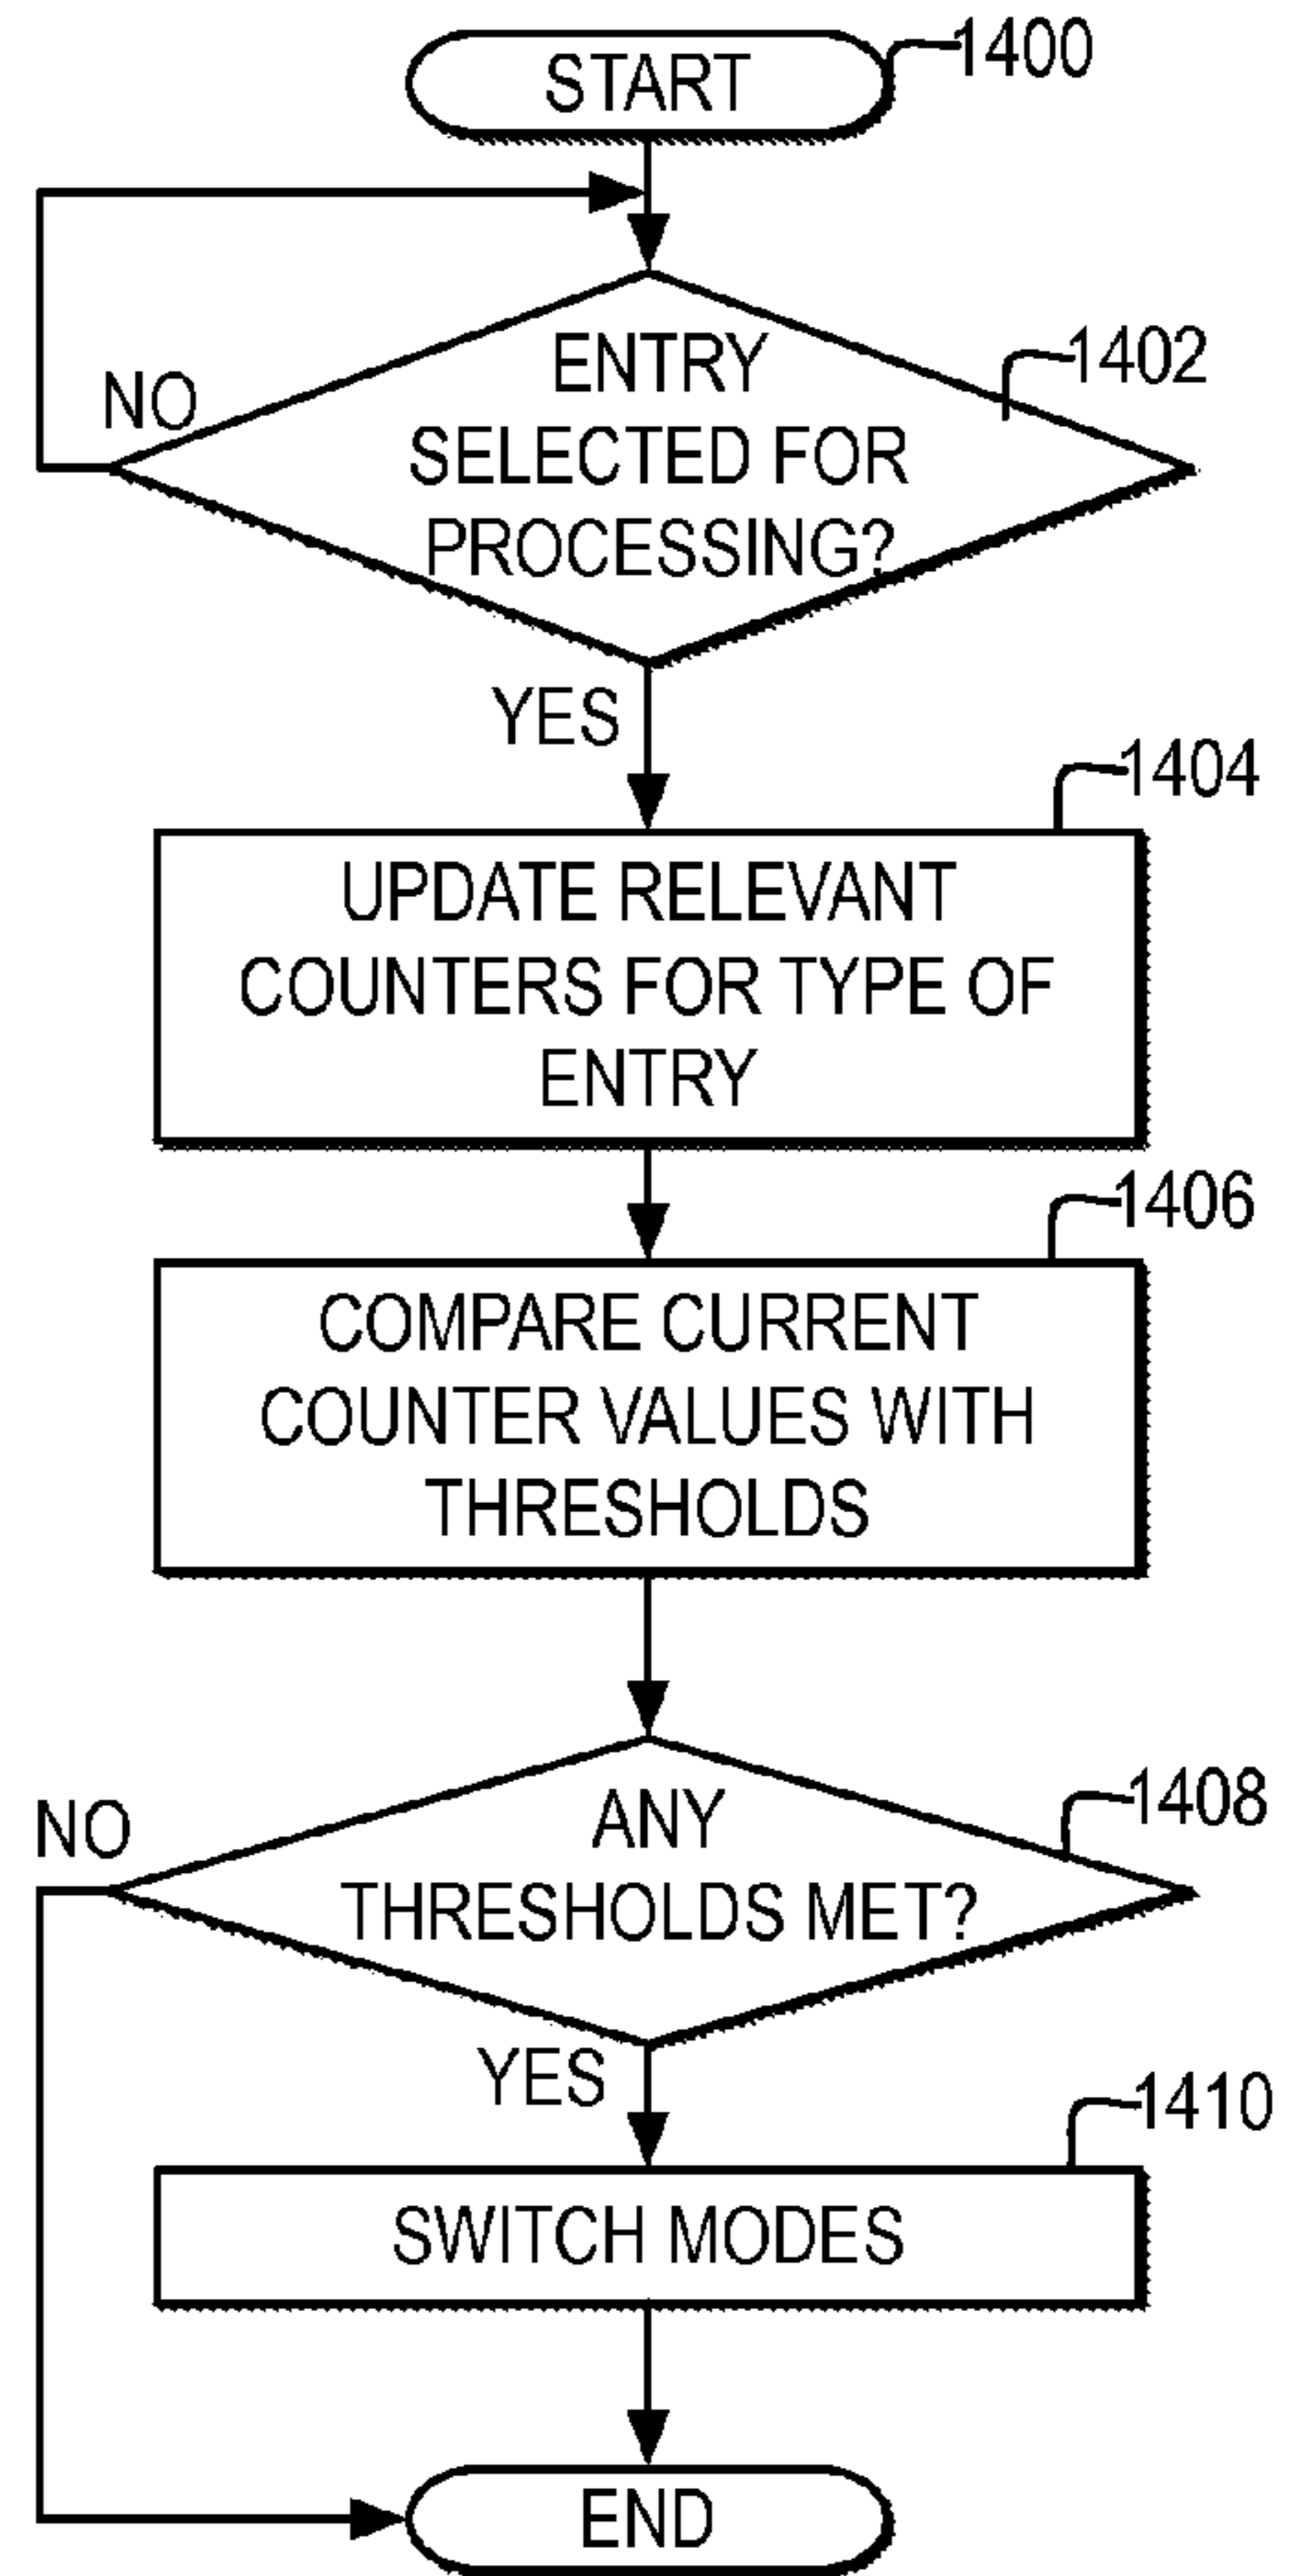 START
1400
ENTRY
SELECTED FOR
PROCESSING?
1402
NO
YES
1404
UPDATE RELEVANT
COUNTERS FOR TYPE OF
ENTRY
1406
COMPARE CURRENT
COUNTER VALUES WITH
THRESHOLDS
ANY
THRESHOLDS MET?
1408
NO
YES
1410
SWITCH MODES
END